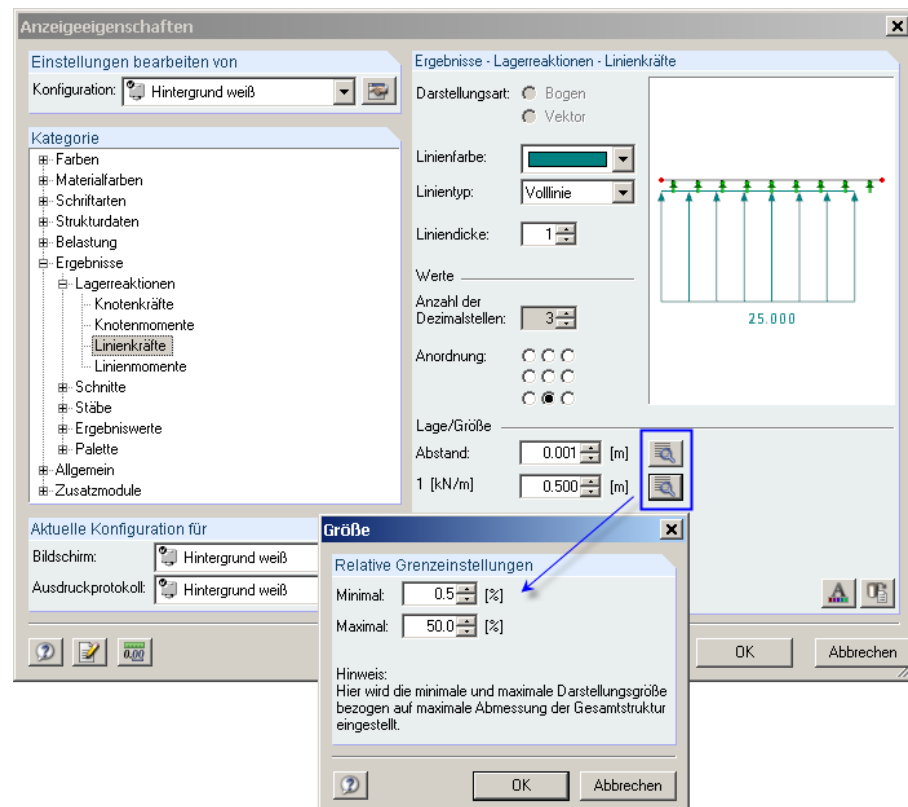 Anzeigeeigenschaften
Einstellungen bearbeiten von
Konfiguration: Hintergrund weiß
Kategorie
Farben
Materialfarben
Schriftarten
Strukturdaten
Belastung
Ergebnisse
Lagerreaktionen
Knotenkräfte
Knotenmomente
Linienkräfte
Linienmomente
Schnitte
Stäbe
Ergebniswerte
Palette
Allgemein
Zusatzmodule
Aktuelle Konfiguration für
Bildschirm: Hintergrund weiß
Ausdruckprotokoll: Hintergrund weiß
Ergebnisse - Lagerreaktionen - Linienkräfte
Darstellungsart: Bogen
Vektor
Linienfarbe:
Linientyp: Volllinie
Liniendicke: 1
Werte
Anzahl der
Dezimalstellen: 3
Anordnung:
Lage/Größe
Abstand: 0.001 [m]
1 [kN/m] 0.500 [m]
25.000
0.00
OK Abbrechen
Größe
Relative Grenzeinstellungen
Minimal: 0.5 [%]
Maximal: 50.0 [%]
Hinweis:
Hier wird die minimale und maximale Darstellungsgröße
bezogen auf maximale Abmessung der Gesamtstruktur
eingestellt.
OK Abbrechen